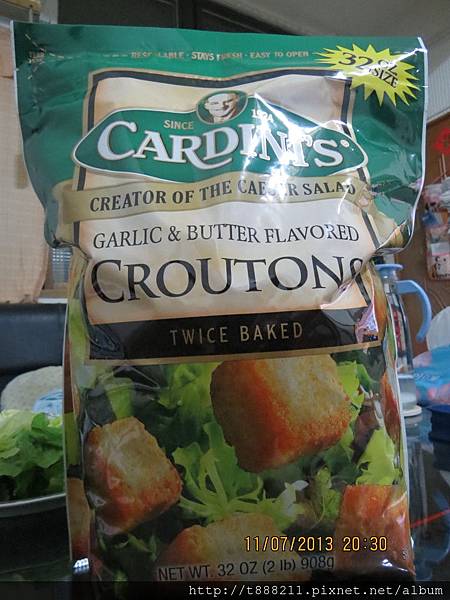 RESEALABLE · STAYS FRESH · EASY TO OPEN
32 OZ
SIZE
SINCE 1924
CARDINI'S
CREATOR OF THE CAESAR SALAD
GARLIC & BUTTER FLAVORED
CROUTONS
TWICE BAKED
11/07/2013 20:30
NET WT. 32 OZ (2 lb) 908g
http://t888211.pixnet.net/album